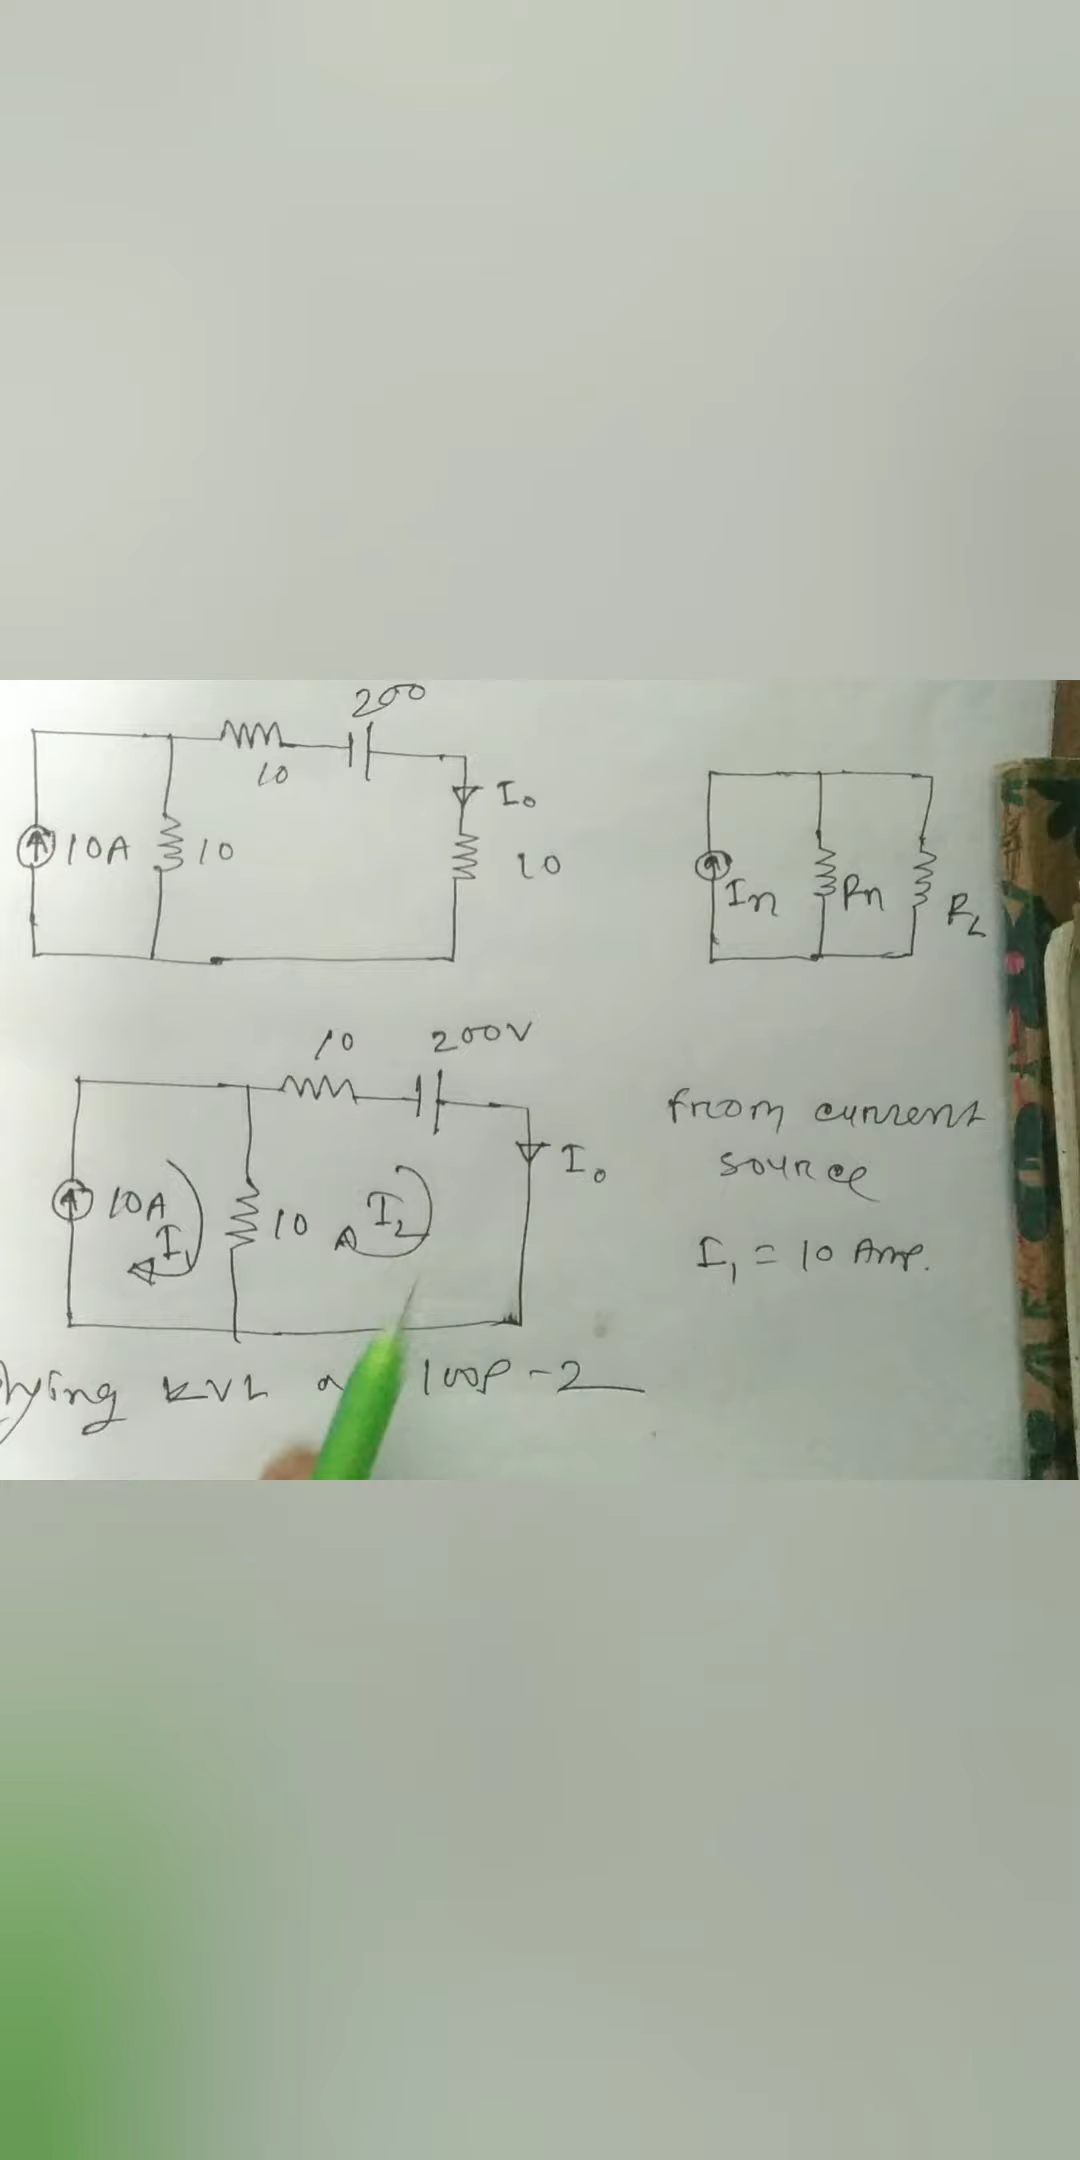 200
10
I₀
10A
10
10
In
Rn
RL
10
200V
I₀
10A
I₁
10
I₂
from current
source
I₁ = 10 Amp.
KVL
loop-2